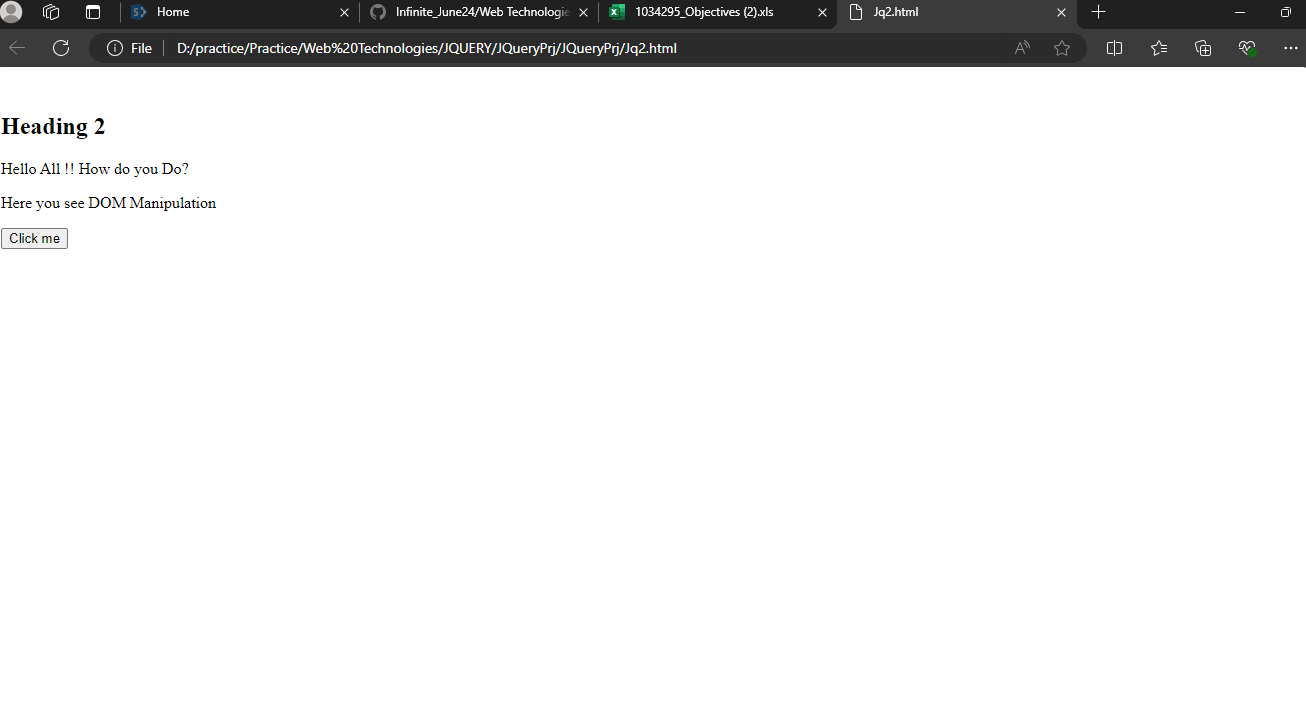 Home
Infinite_June24/Web Technologie
1034295_Objectives (2).xls
Jq2.html
File
D:/practice/Practice/Web%20Technologies/JQUERY/JQueryPrj/JQueryPrj/Jq2.html
Heading 2
Hello All !! How do you Do?
Here you see DOM Manipulation
Click me